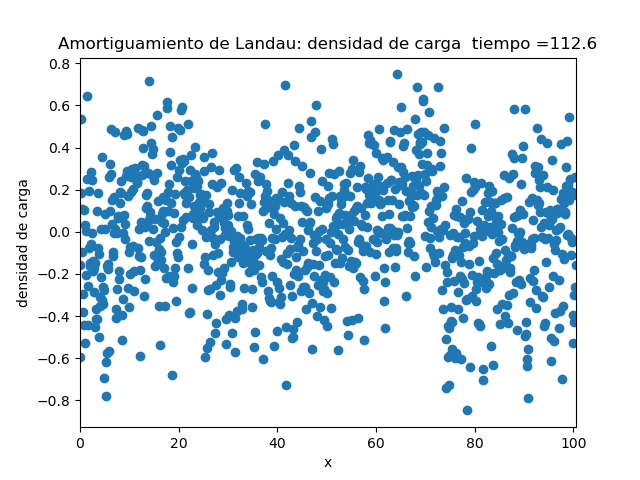 Amortiguamiento de Landau: densidad de carga  tiempo =112.6
densidad de carga
0.8
0.6
0.4
0.2
0.0
−0.2
−0.4
−0.6
−0.8
0 20 40 60 80 100
x